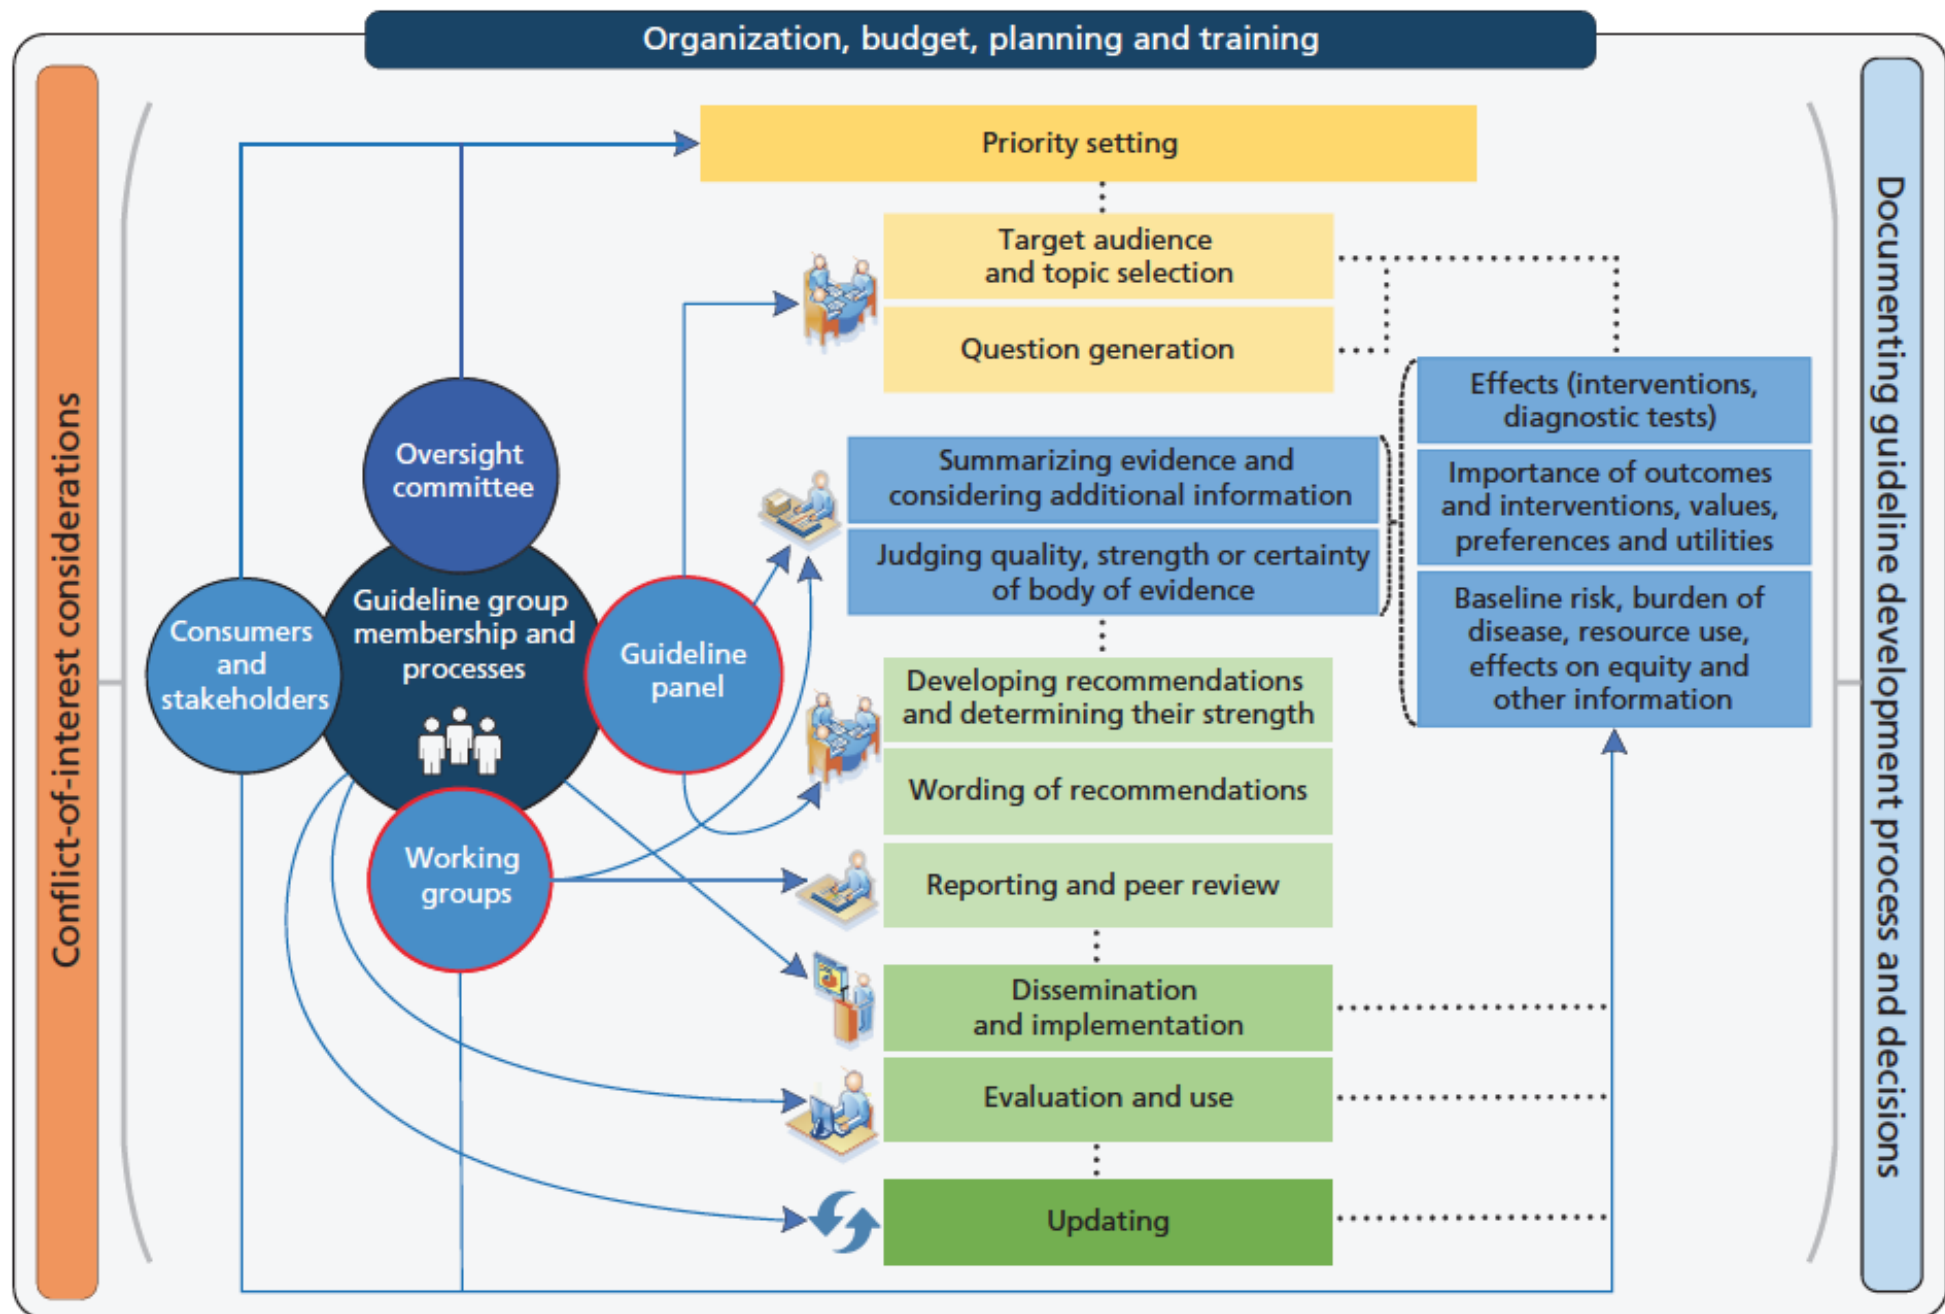 Organization, budget, planning and training
Conflict-of-interest considerations
Priority setting
Target audience
and topic selection
Question generation
Effects (interventions,
diagnostic tests)
Importance of outcomes
and interventions, values,
preferences and utilities
Baseline risk, burden of
disease, resource use,
effects on equity and
other information
Oversight
committee
Guideline group
membership and
processes
Consumers
and
stakeholders
Guideline
panel
Working
groups
Summarizing evidence and
considering additional information
Judging quality, strength or certainty
of body of evidence
Developing recommendations
and determining their strength
Wording of recommendations
Reporting and peer review
Dissemination
and implementation
Evaluation and use
Updating
Documenting guideline development process and decisions